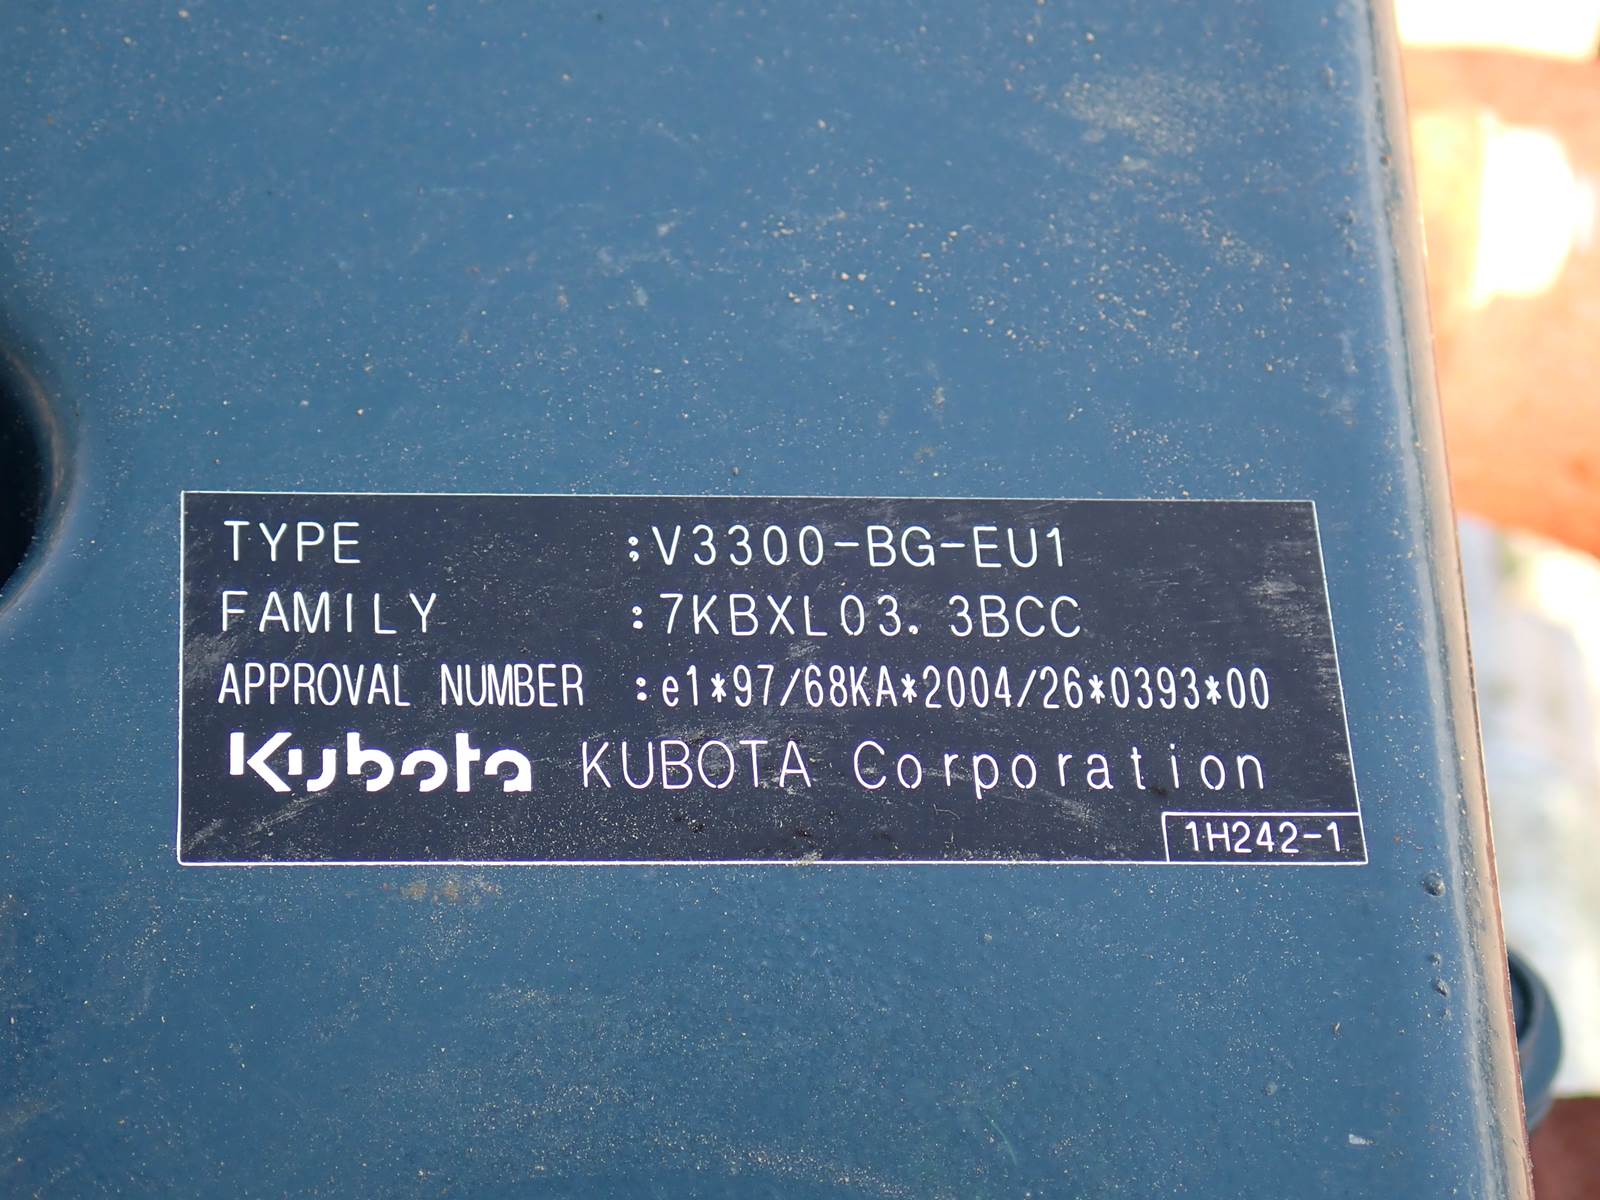 TYPE :V3300-BG-EU1
FAMILY :7KBXL03.3BCC
APPROVAL NUMBER :e1*97/68KA*2004/26*0393*00
Kubota KUBOTA Corporation
1H242-1